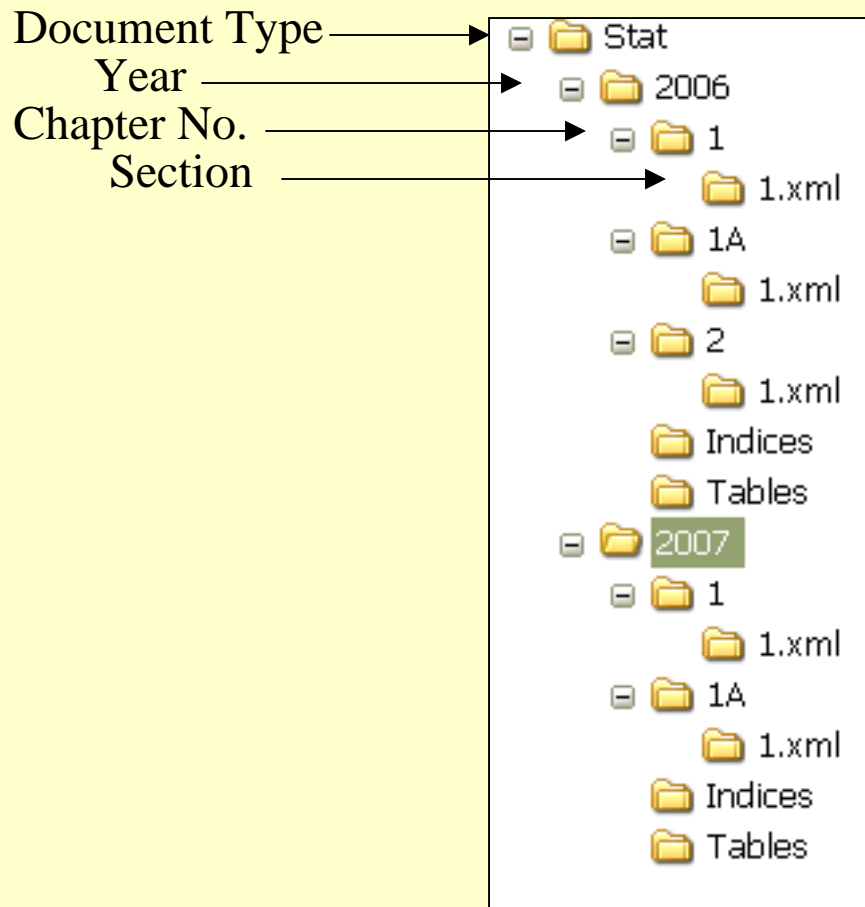 Document Type Stat
Year 2006
Chapter No. 1
Section 1.xml
1A
1.xml
2
1.xml
Indices
Tables
2007
1
1.xml
1A
1.xml
Indices
Tables